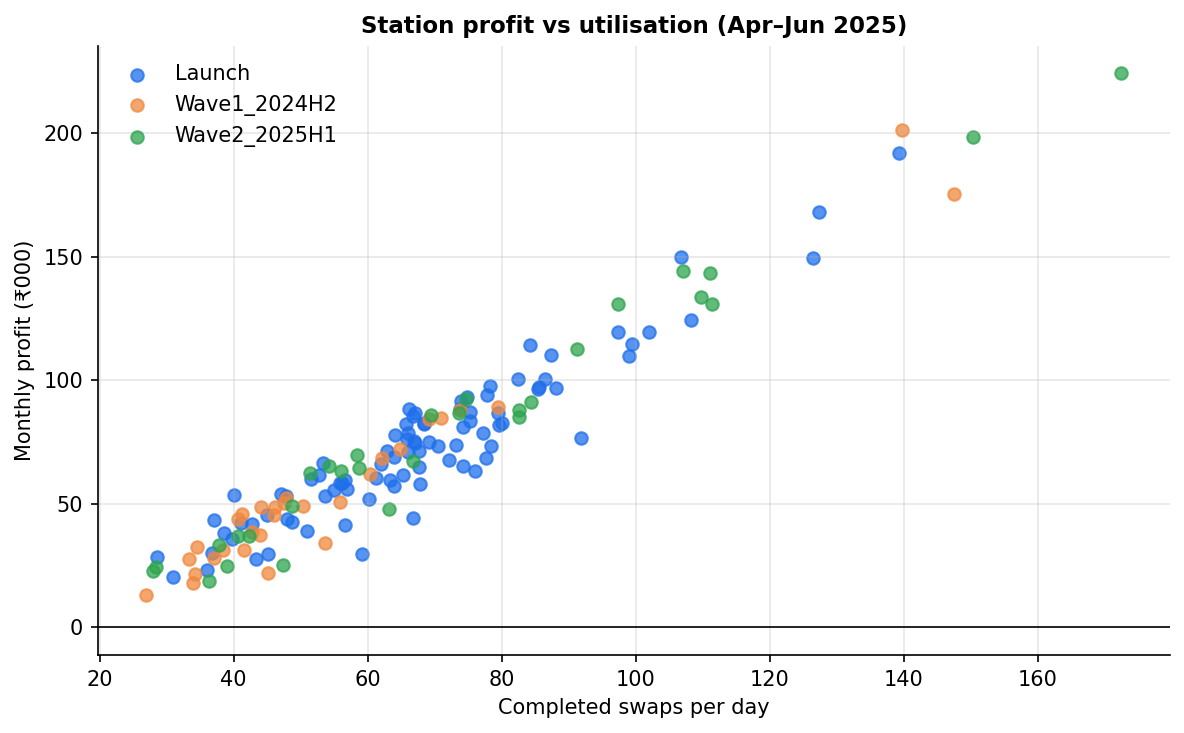 Station profit vs utilisation (Apr–Jun 2025)
Launch
Wave1_2024H2
Wave2_2025H1
Monthly profit (₹000)
200
150
100
50
0
20 40 60 80 100 120 140 160
Completed swaps per day